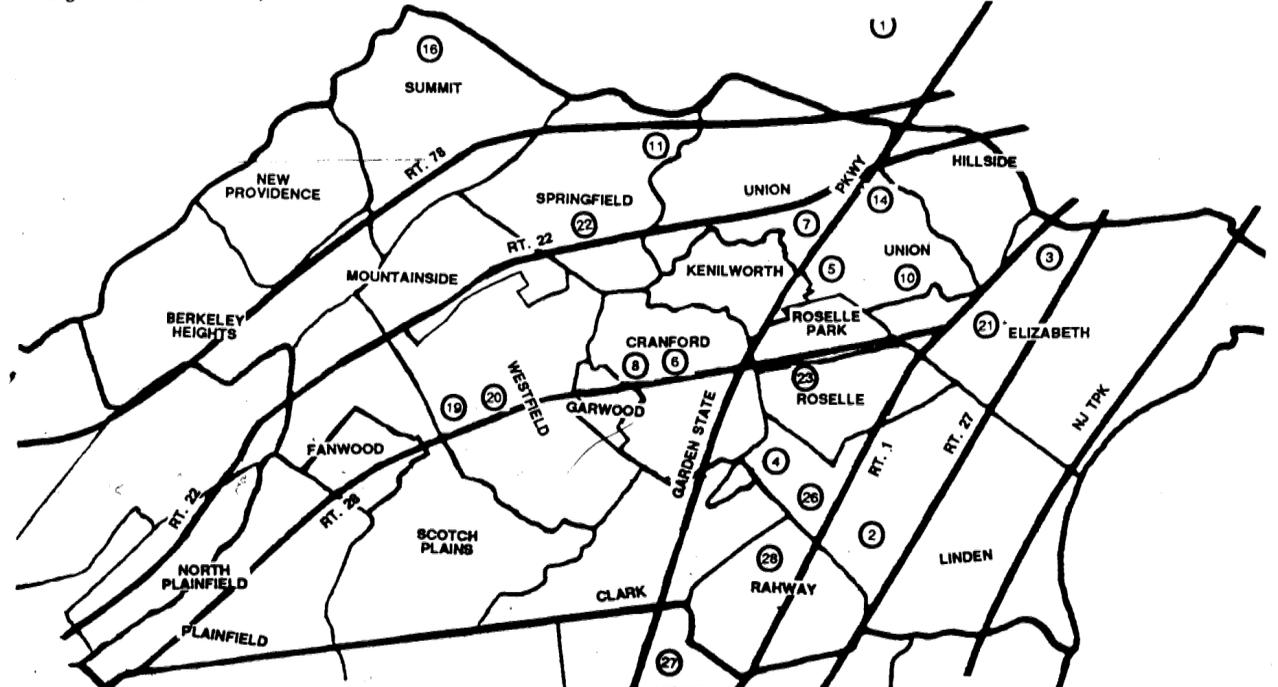 1
16
SUMMIT
RT. 78
11
HILLSIDE
NEW
PROVIDENCE
SPRINGFIELD
22
UNION
PKWY
14
RT. 22
7
UNION
3
MOUNTAINSIDE
KENILWORTH
5
10
BERKELEY
HEIGHTS
ROSELLE
PARK
21
ELIZABETH
CRANFORD
8
6
WESTFIELD
19
20
GARWOOD
23
ROSELLE
NJ TPK
FANWOOD
GARDEN STATE
RT. 1
RT. 27
4
RT. 22
RT. 28
26
SCOTCH
PLAINS
2
28
LINDEN
NORTH
PLAINFIELD
RAHWAY
CLARK
PLAINFIELD
27